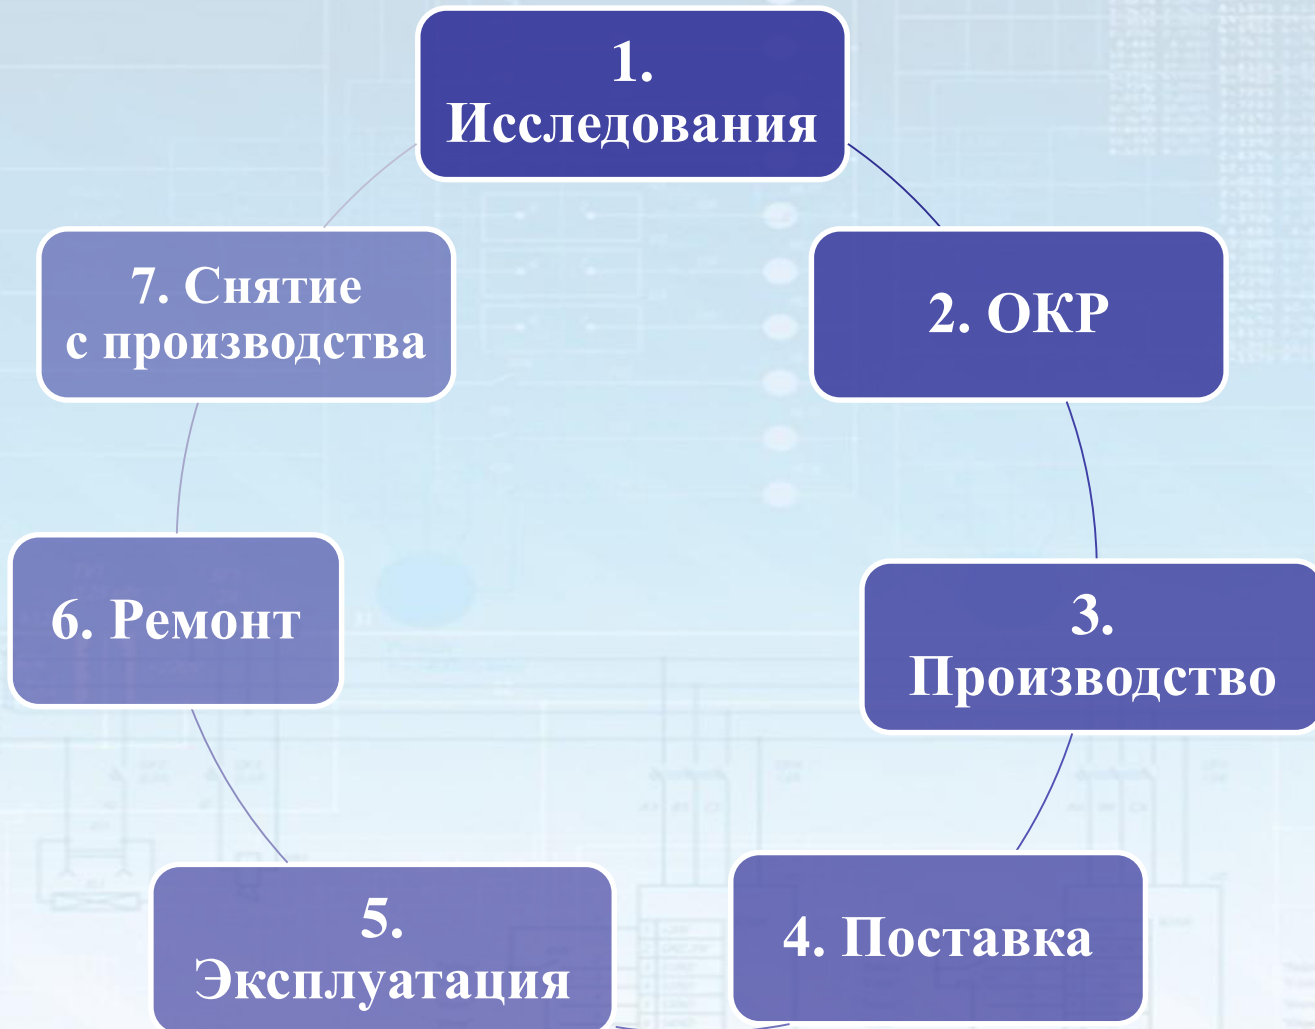 1.
Исследования
2. ОКР
3.
Производство
4. Поставка
5.
Эксплуатация
6. Ремонт
7. Снятие
с производства